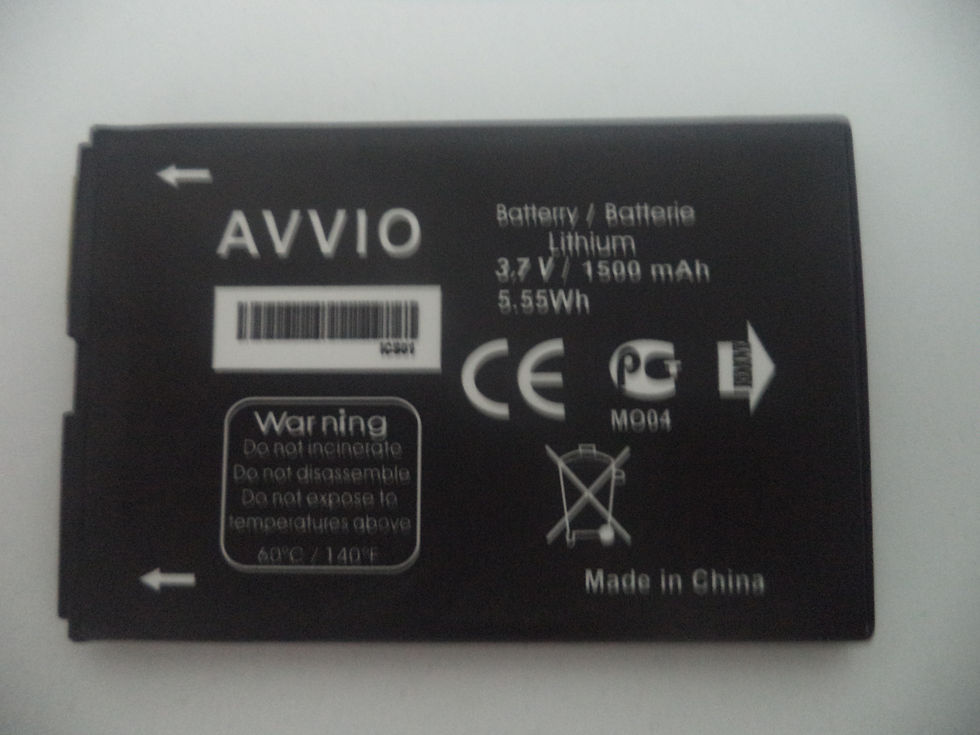 AVVIO
Battery / Batterie
Lithium
3.7 V / 1500 mAh
5.55Wh
CE
MO04
Warning
Do not incinerate
Do not disassemble
Do not expose to
temperatures above
60°C / 140°F
Made in China